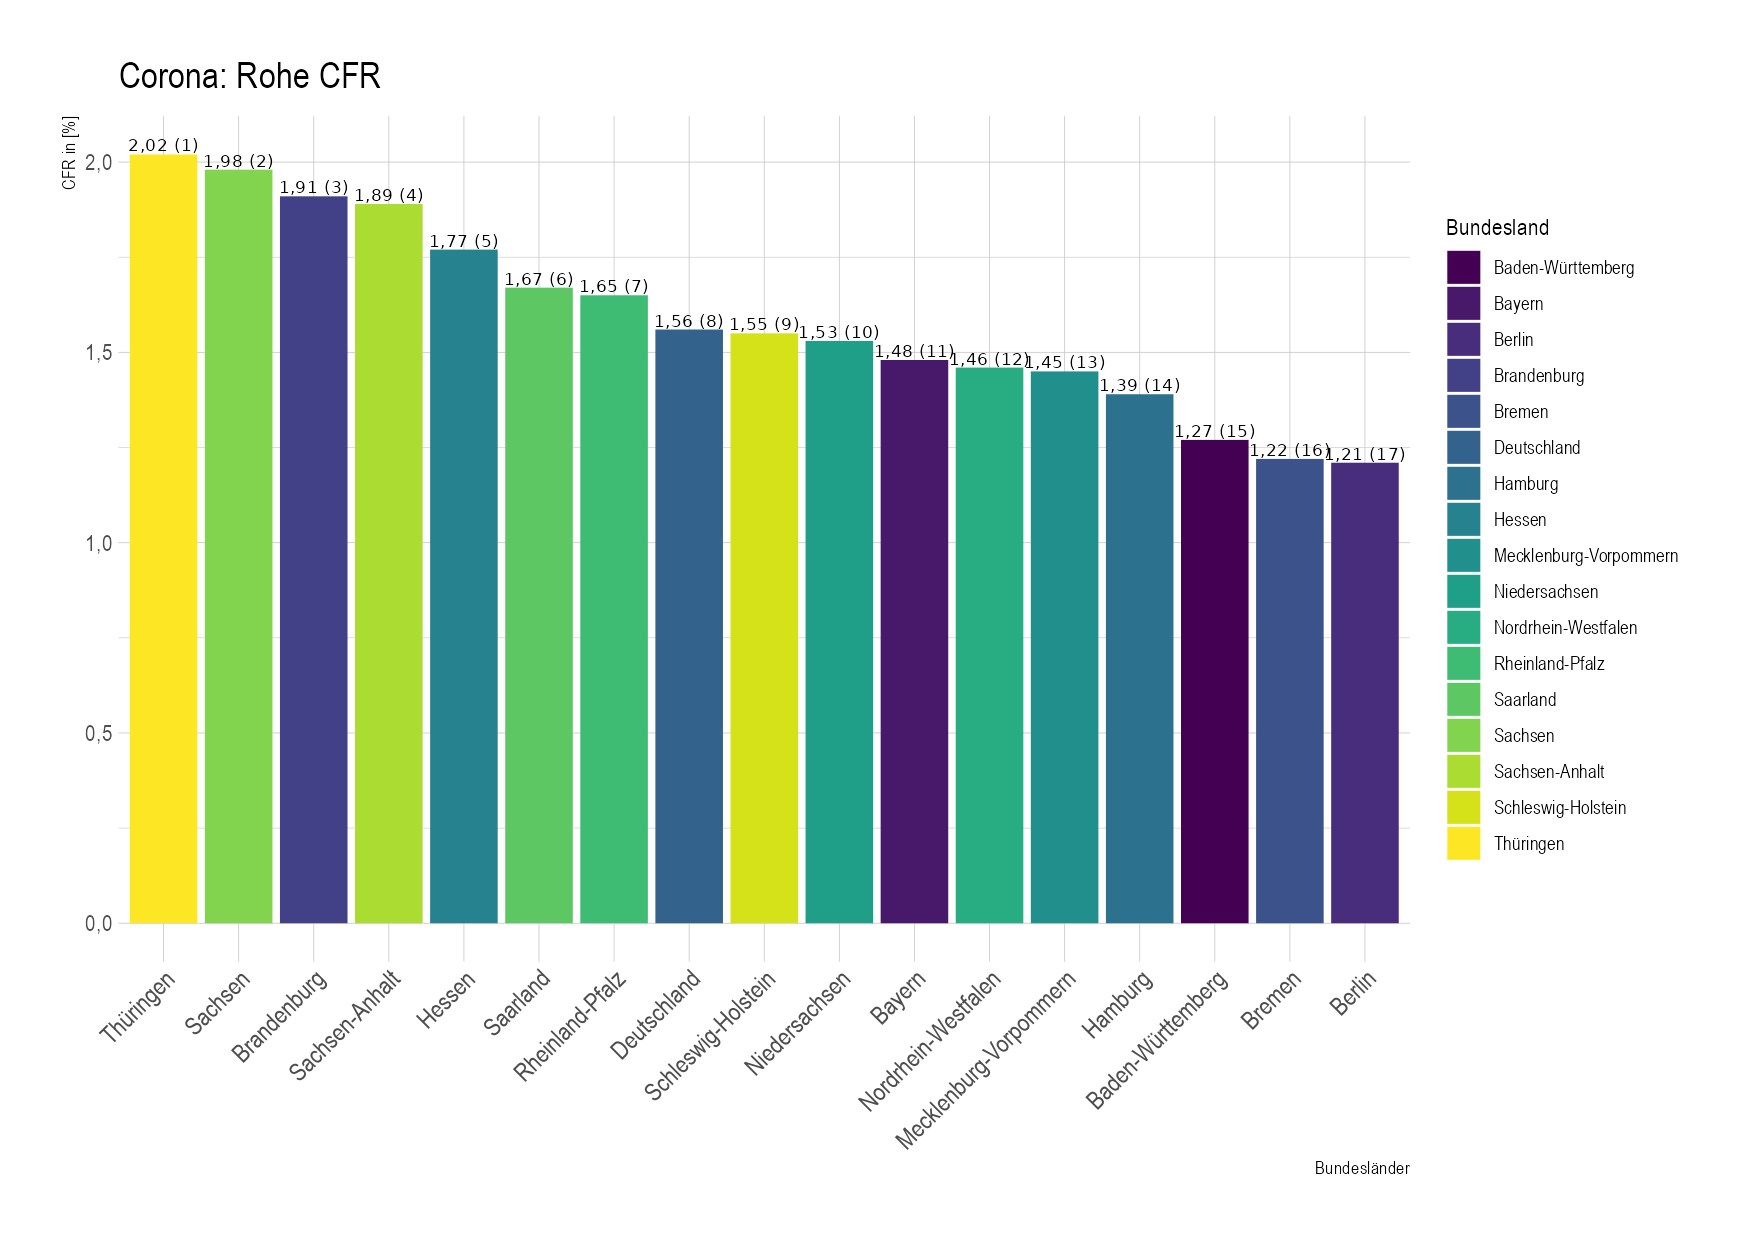 Corona: Rohe CFR
CFR in [%]
2,0
1,5
1,0
0,5
0,0
2,02 (1)
1,98 (2)
1,91 (3)
1,89 (4)
1,77 (5)
1,67 (6)
1,65 (7)
1,56 (8)
1,55 (9)
1,53 (10)
1,48 (11)
1,46 (12)
1,45 (13)
1,39 (14)
1,27 (15)
1,22 (16)
1,21 (17)
Thüringen
Sachsen
Brandenburg
Sachsen-Anhalt
Hessen
Saarland
Rheinland-Pfalz
Deutschland
Schleswig-Holstein
Niedersachsen
Bayern
Nordrhein-Westfalen
Mecklenburg-Vorpommern
Hamburg
Baden-Württemberg
Bremen
Berlin
Bundesländer
Bundesland
Baden-Württemberg
Bayern
Berlin
Brandenburg
Bremen
Deutschland
Hamburg
Hessen
Mecklenburg-Vorpommern
Niedersachsen
Nordrhein-Westfalen
Rheinland-Pfalz
Saarland
Sachsen
Sachsen-Anhalt
Schleswig-Holstein
Thüringen